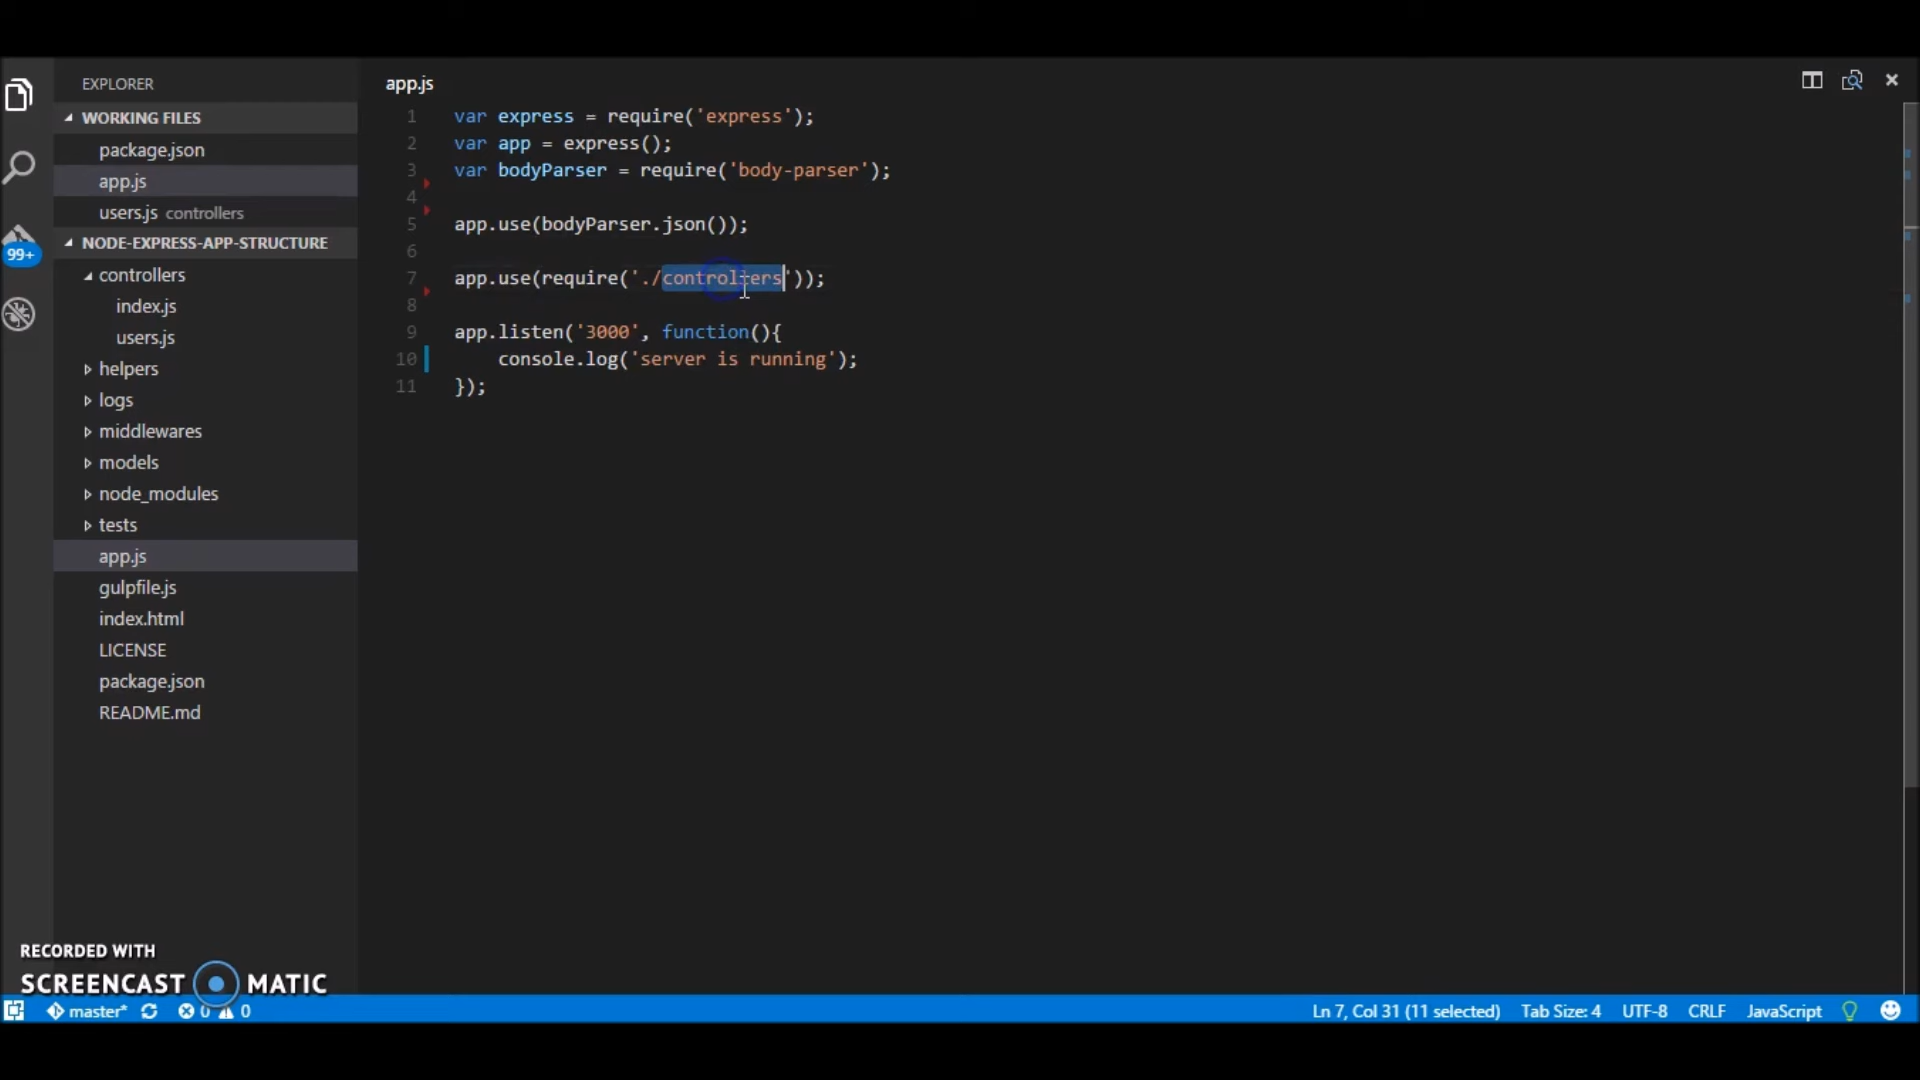 EXPLORER
WORKING FILES
package.json
app.js
users.js controllers
NODE-EXPRESS-APP-STRUCTURE
controllers
index.js
users.js
helpers
logs
middlewares
models
node_modules
tests
app.js
gulpfile.js
index.html
LICENSE
package.json
README.md
99+
app.js
1 var express = require('express');
2 var app = express();
3 var bodyParser = require('body-parser');
4
5 app.use(bodyParser.json());
6
7 app.use(require('./controllers'));
8
9 app.listen('3000', function(){
10 console.log('server is running');
11 });
RECORDED WITH
SCREENCAST MATIC
master* 0 0 Ln 7, Col 31 (11 selected) Tab Size: 4 UTF-8 CRLF JavaScript